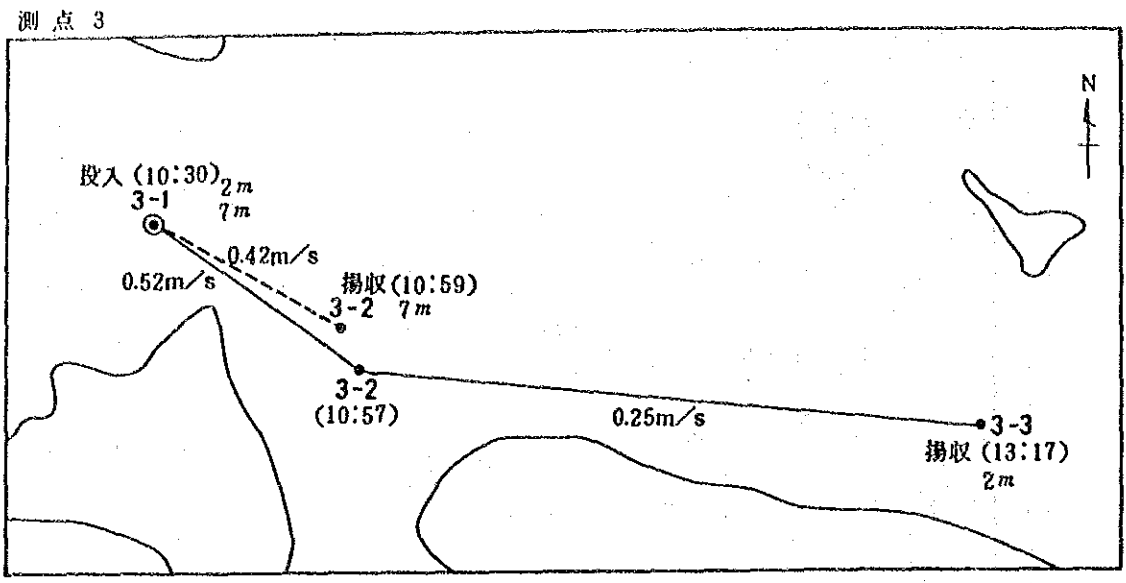 測点 3
N
投入 (10:30) 2m
3-1 7m
0.42m/s
0.52m/s
揚収 (10:59)
3-2 7m
3-2
(10:57)
0.25m/s
3-3
揚収 (13:17)
2m